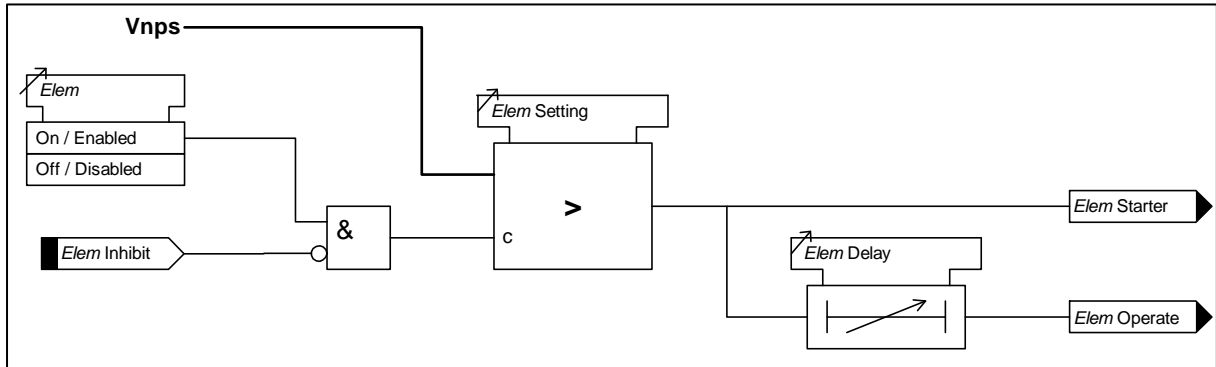 Vnps
Elem
On / Enabled
Off / Disabled
Elem Inhibit
&
Elem Setting
>
c
Elem Starter
Elem Delay
Elem Operate